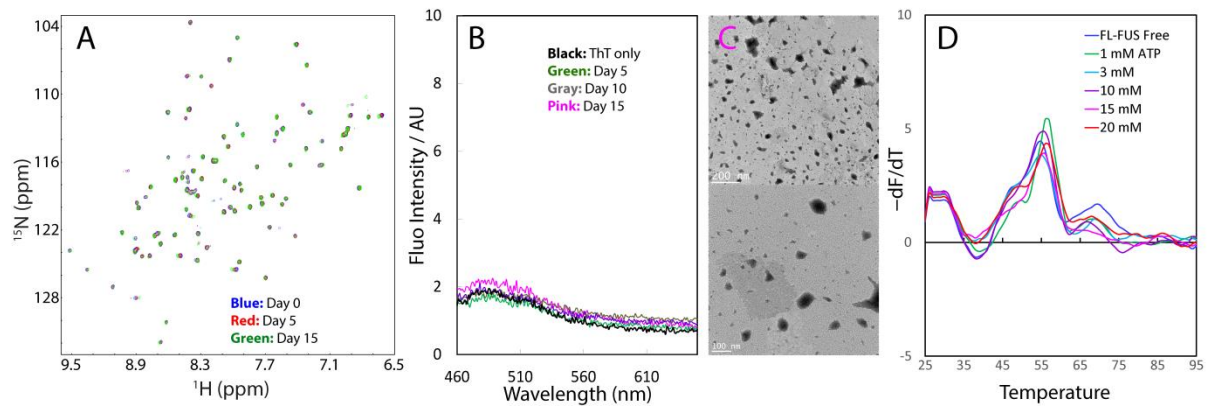 A
104
110
116
122
128
¹⁵N (ppm)
Blue: Day 0
Red: Day 5
Green: Day 15
9.5 8.9 8.3 7.7 7.1 6.5
¹H (ppm)
B
10
8
6
4
2
0
Fluo Intensity / AU
Black: ThT only
Green: Day 5
Gray: Day 10
Pink: Day 15
460 510 560 610
Wavelength (nm)
C
200 nm
100 nm
D
10
5
0
-5
−dF/dT
FL-FUS Free
1 mM ATP
3 mM
10 mM
15 mM
20 mM
25 35 45 55 65 75 85 95
Temperature